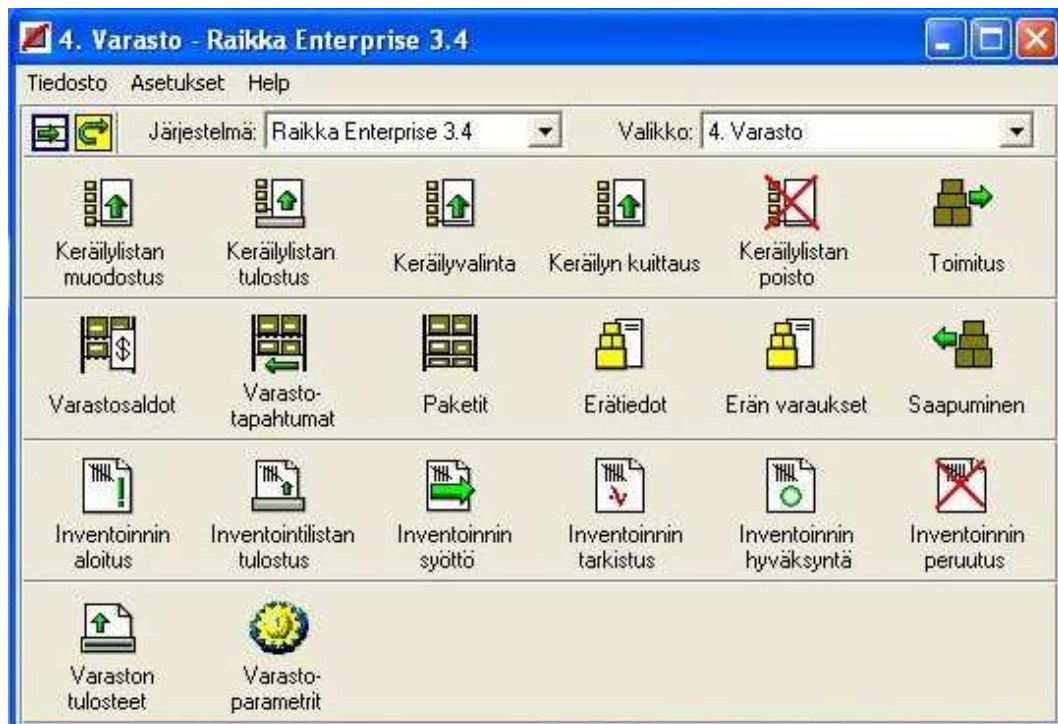 4. Varasto - Raikka Enterprise 3.4
Tiedosto Asetukset Help
Järjestelmä: Raikka Enterprise 3.4 Valikko: 4. Varasto
Keräilylistan muodostus
Keräilylistan tulostus
Keräilyvalinta
Keräilyn kuittaus
Keräilylistan poisto
Toimitus
Varastosaldot
Varasto-
tapahtumat
Paketit
Erätiedot
Erän varaukset
Saapuminen
Inventoinnin aloitus
Inventointilistan tulostus
Inventoinnin syöttö
Inventoinnin tarkistus
Inventoinnin hyväksyntä
Inventoinnin peruutus
Varaston tulosteet
Varasto-
parametrit